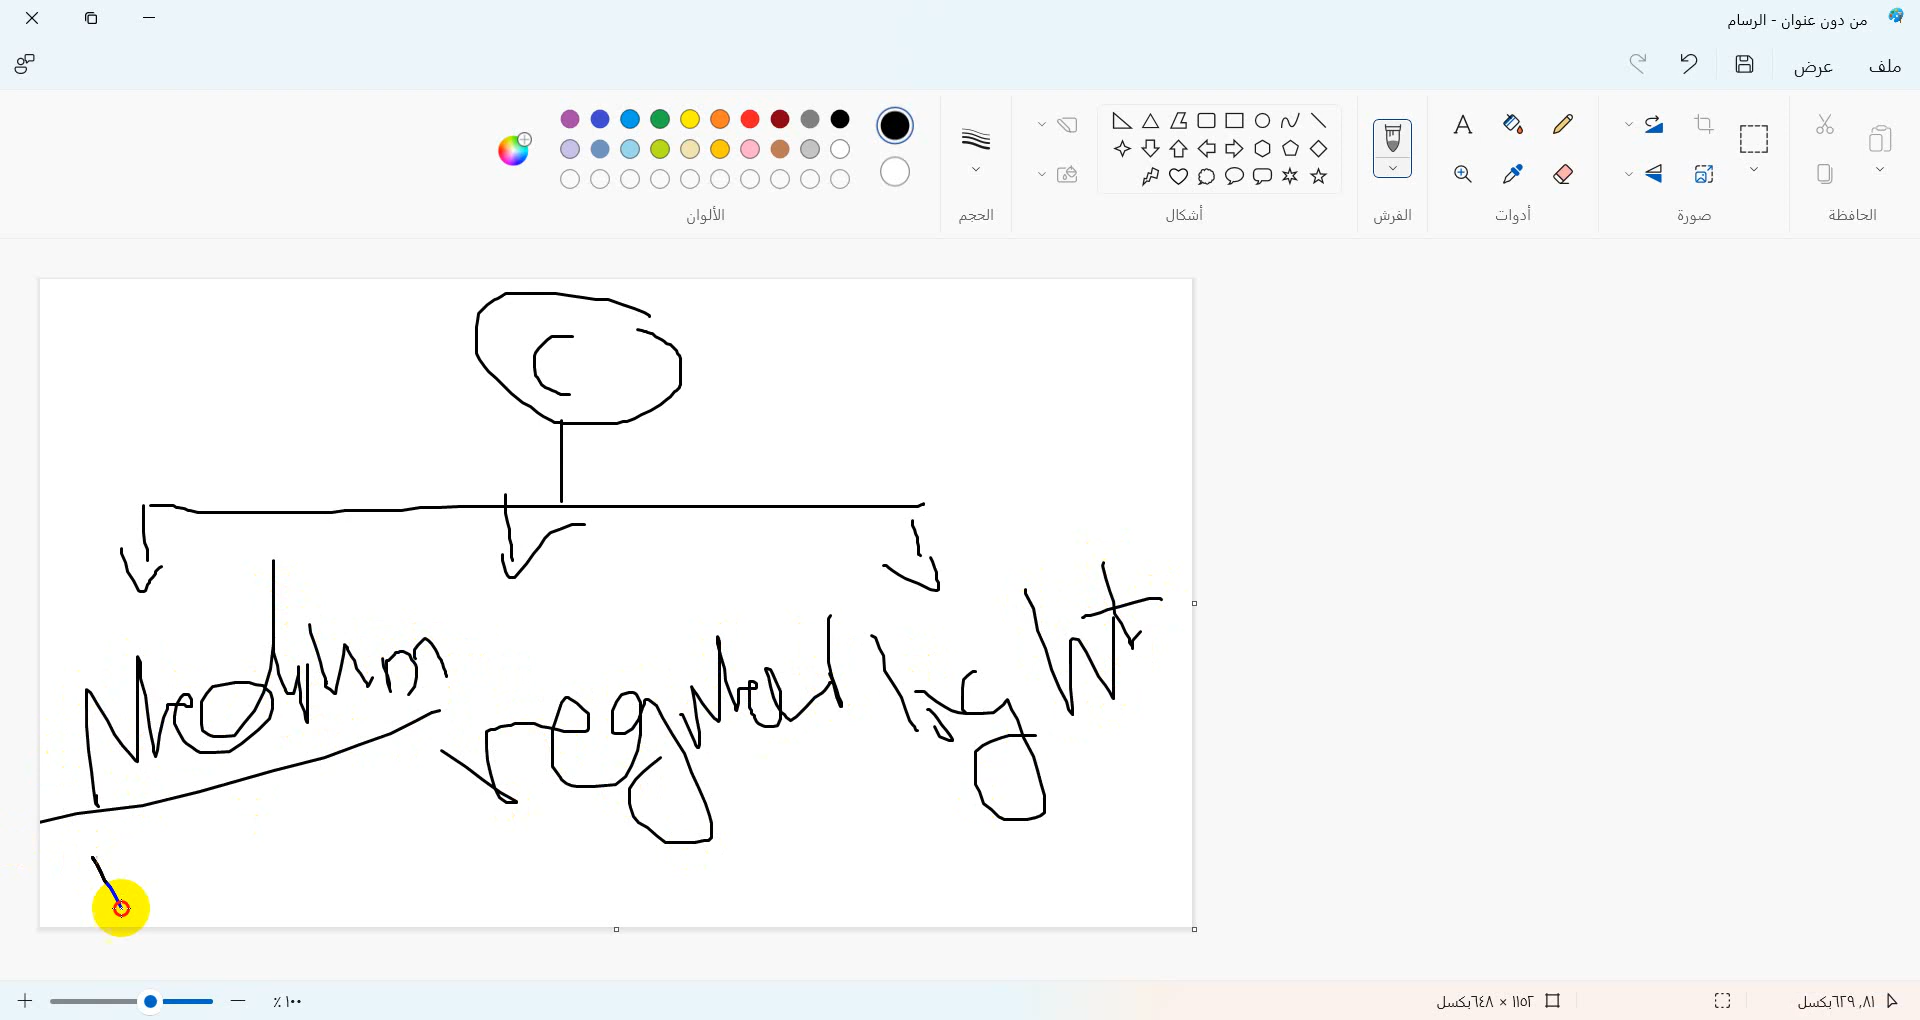 من دون عنوان - الرسام
ملف عرض
الحافظة
صورة
أدوات
الفرش
أشكال
الحجم
الألوان
C
Medium regular light
٨١, ٦٢٩بكسل
١١٥٢ × ٦٤٨بكسل
١٠٠ ٪